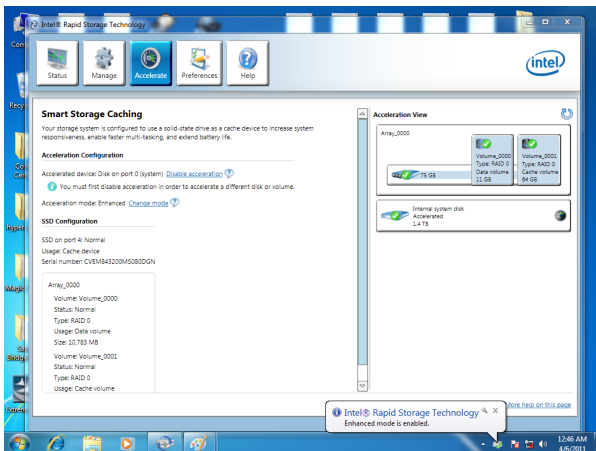 Intel® Rapid Storage Technology
Status
Manage
Accelerate
Preferences
Help
intel
Smart Storage Caching
Your storage system is configured to use a solid-state drive as a cache device to increase system
responsiveness, enable faster multi-tasking, and extend battery life.
Acceleration Configuration
Accelerated device: Disk on port 0 (system) Disable acceleration
You must first disable acceleration in order to accelerate a different disk or volume.
Acceleration mode: Enhanced Change mode
SSD Configuration
SSD on port 4: Normal
Usage: Cache device
Serial number: CVEM843200MS080DGN
Array_0000
Volume: Volume_0000
Status: Normal
Type: RAID 0
Usage: Data volume
Size: 10,783 MB
Volume: Volume_0001
Status: Normal
Type: RAID 0
Usage: Cache volume
Acceleration View
Array_0000
75 GB
Volume_0000
Type: RAID 0
Data volume
11 GB
Volume_0001
Type: RAID 0
Cache volume
64 GB
Internal system disk
Accelerated
1.4 TB
More help on this page
Intel® Rapid Storage Technology
Enhanced mode is enabled.
12:46 AM
4/6/2011
Recy
hyper
Magic
Bridg
Extren